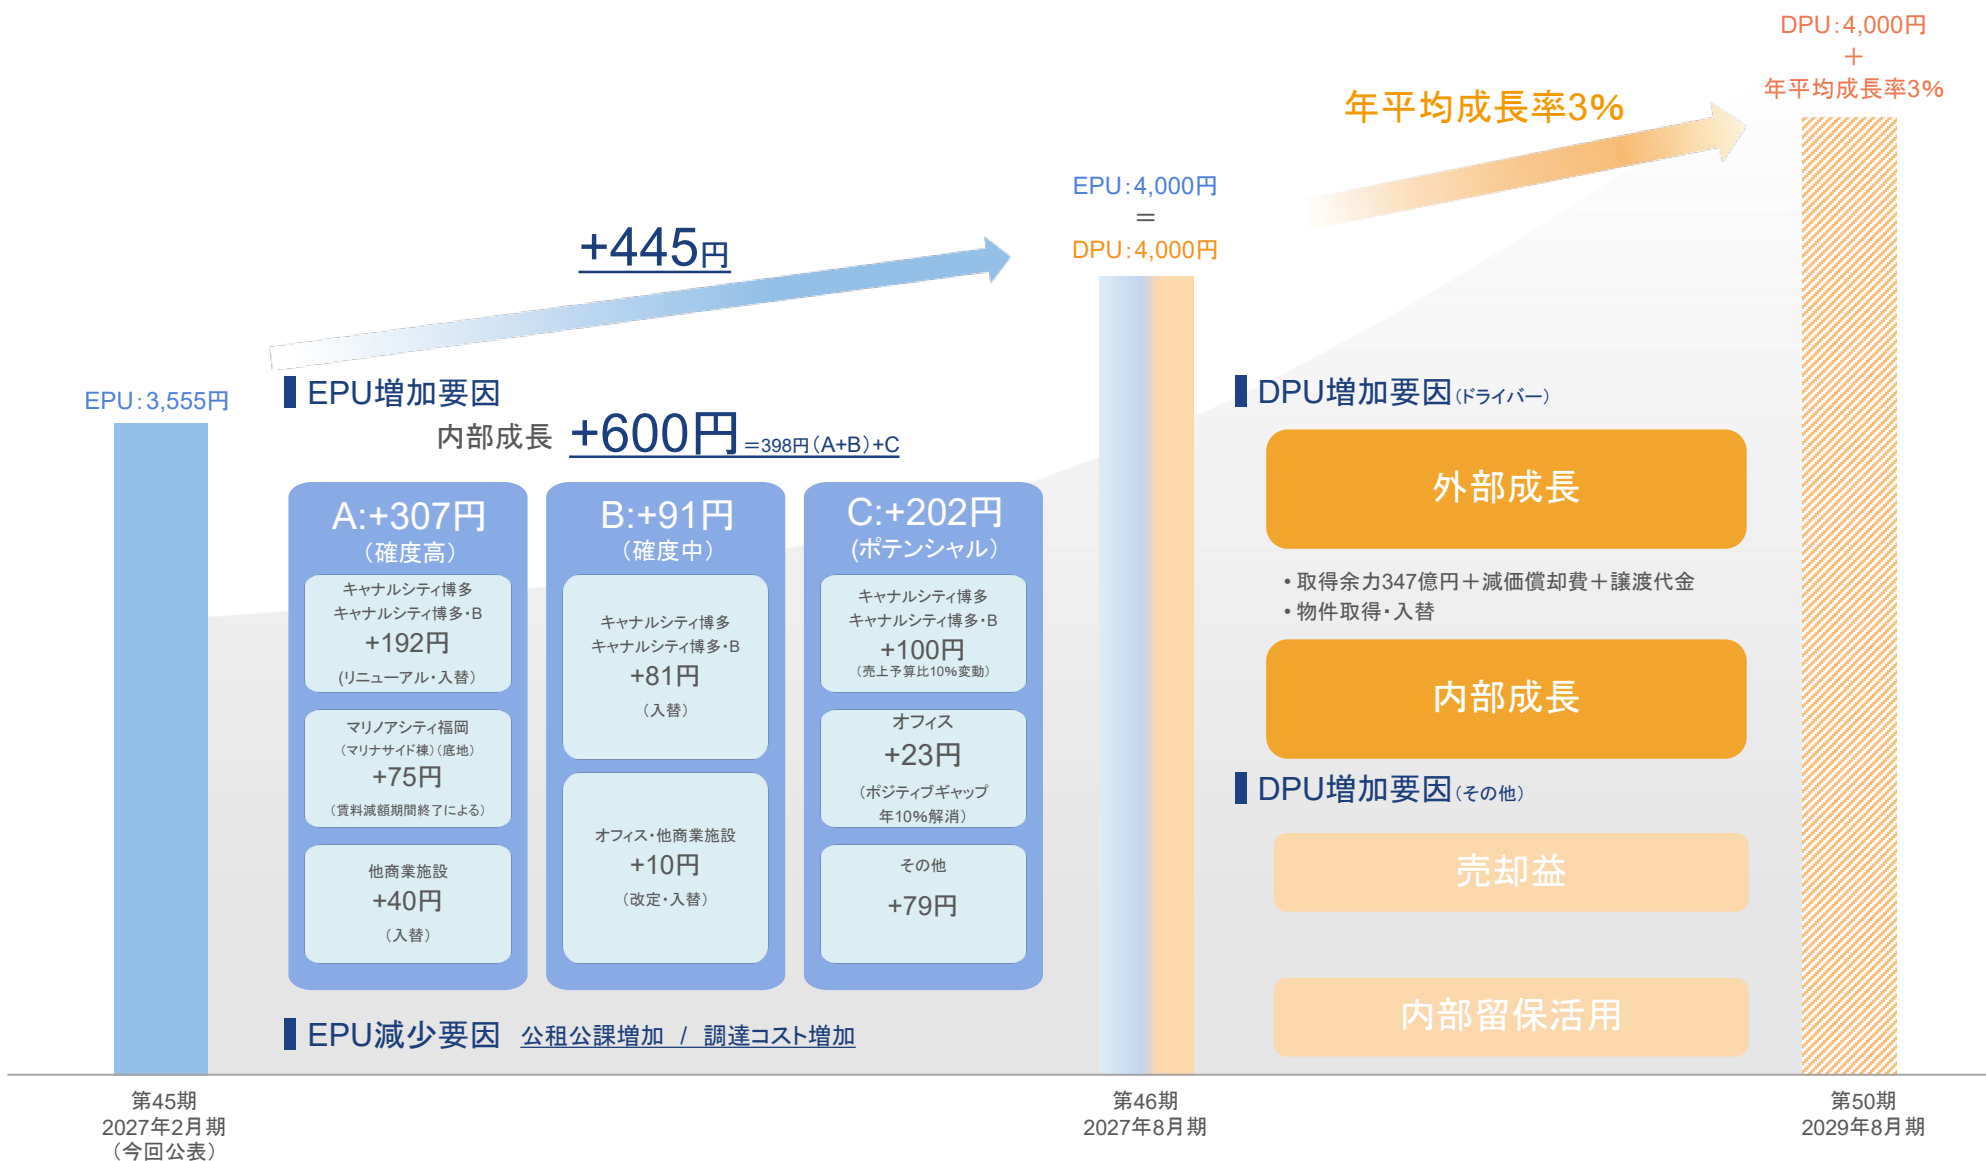 DPU：4,000円
＋
年平均成長率3%
年平均成長率3%
EPU：4,000円
＝
DPU：4,000円
+445円
EPU：3,555円
EPU増加要因
内部成長 +600円＝398円（A+B）+C
A:+307円
（確度高）
キャナルシティ博多
キャナルシティ博多・B
+192円
(リニューアル・入替）
マリノアシティ福岡
（マリナサイド棟）（底地）
+75円
（賃料減額期間終了による）
他商業施設
+40円
（入替）
B:+91円
（確度中）
キャナルシティ博多
キャナルシティ博多・B
+81円
（入替）
オフィス・他商業施設
+10円
（改定・入替）
C:+202円
(ポテンシャル）
キャナルシティ博多
キャナルシティ博多・B
+100円
（売上予算比10%変動）
オフィス
+23円
（ポジティブギャップ
年10%解消）
その他
+79円
EPU減少要因 公租公課増加 / 調達コスト増加
DPU増加要因（ドライバー）
外部成長
・取得余力347億円＋減価償却費＋譲渡代金
・物件取得・入替
内部成長
DPU増加要因（その他）
売却益
内部留保活用
第45期
2027年2月期
（今回公表）
第46期
2027年8月期
第50期
2029年8月期